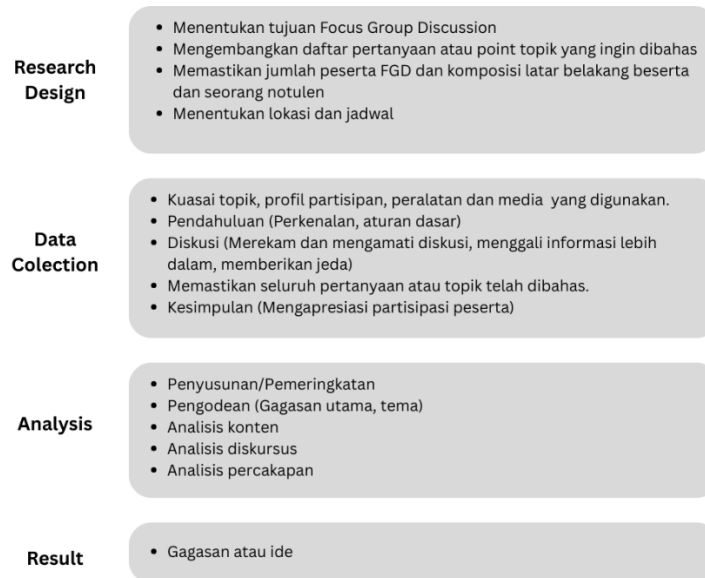 Research
Design
• Menentukan tujuan Focus Group Discussion
• Mengembangkan daftar pertanyaan atau point topik yang ingin dibahas
• Memastikan jumlah peserta FGD dan komposisi latar belakang beserta
dan seorang notulen
• Menentukan lokasi dan jadwal
Data
Colection
• Kuasai topik, profil partisipan, peralatan dan media yang digunakan.
• Pendahuluan (Perkenalan, aturan dasar)
• Diskusi (Merekam dan mengamati diskusi, menggali informasi lebih
dalam, memberikan jeda)
• Memastikan seluruh pertanyaan atau topik telah dibahas.
• Kesimpulan (Mengapresiasi partisipasi peserta)
Analysis
• Penyusunan/Pemeringkatan
• Pengodean (Gagasan utama, tema)
• Analisis konten
• Analisis diskursus
• Analisis percakapan
Result
• Gagasan atau ide